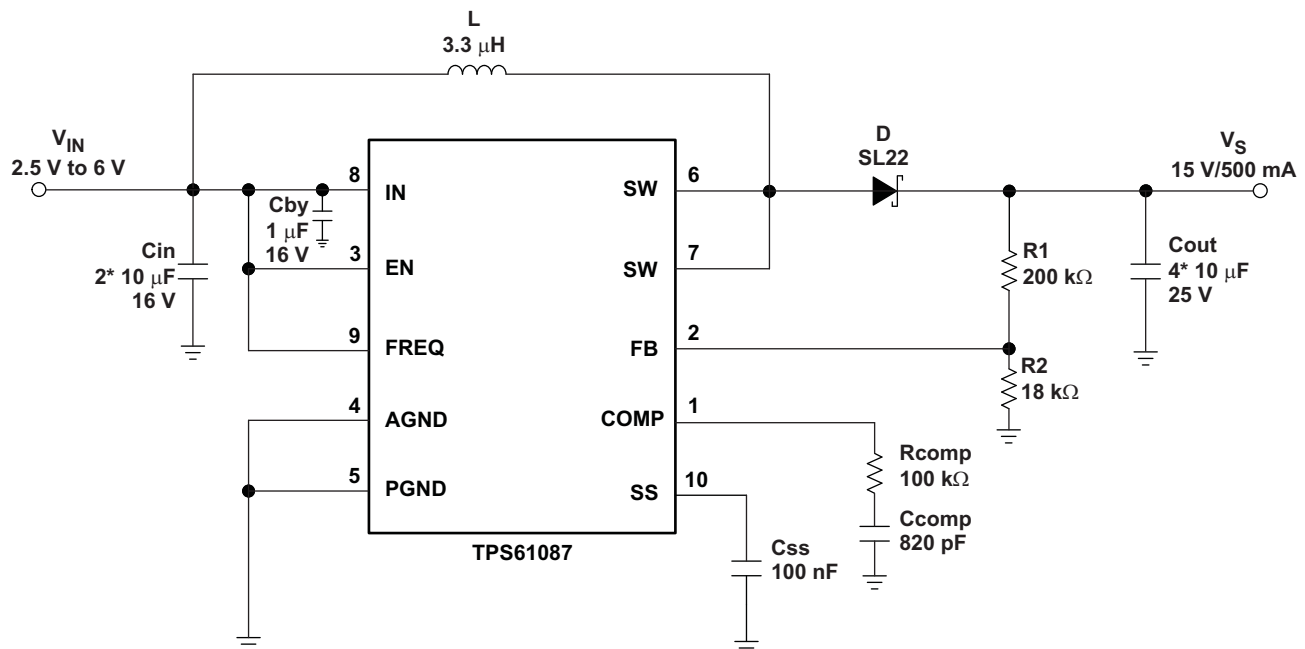 L
3.3 μH
V_IN
2.5 V to 6 V
D
SL22
V_S
15 V/500 mA
8
IN
SW
6
Cby
1 μF
16 V
Cin
2* 10 μF
16 V
3
EN
SW
7
R1
200 kΩ
Cout
4* 10 μF
25 V
9
FREQ
FB
2
R2
18 kΩ
4
AGND
COMP
1
Rcomp
100 kΩ
5
PGND
SS
10
Ccomp
820 pF
TPS61087
Css
100 nF